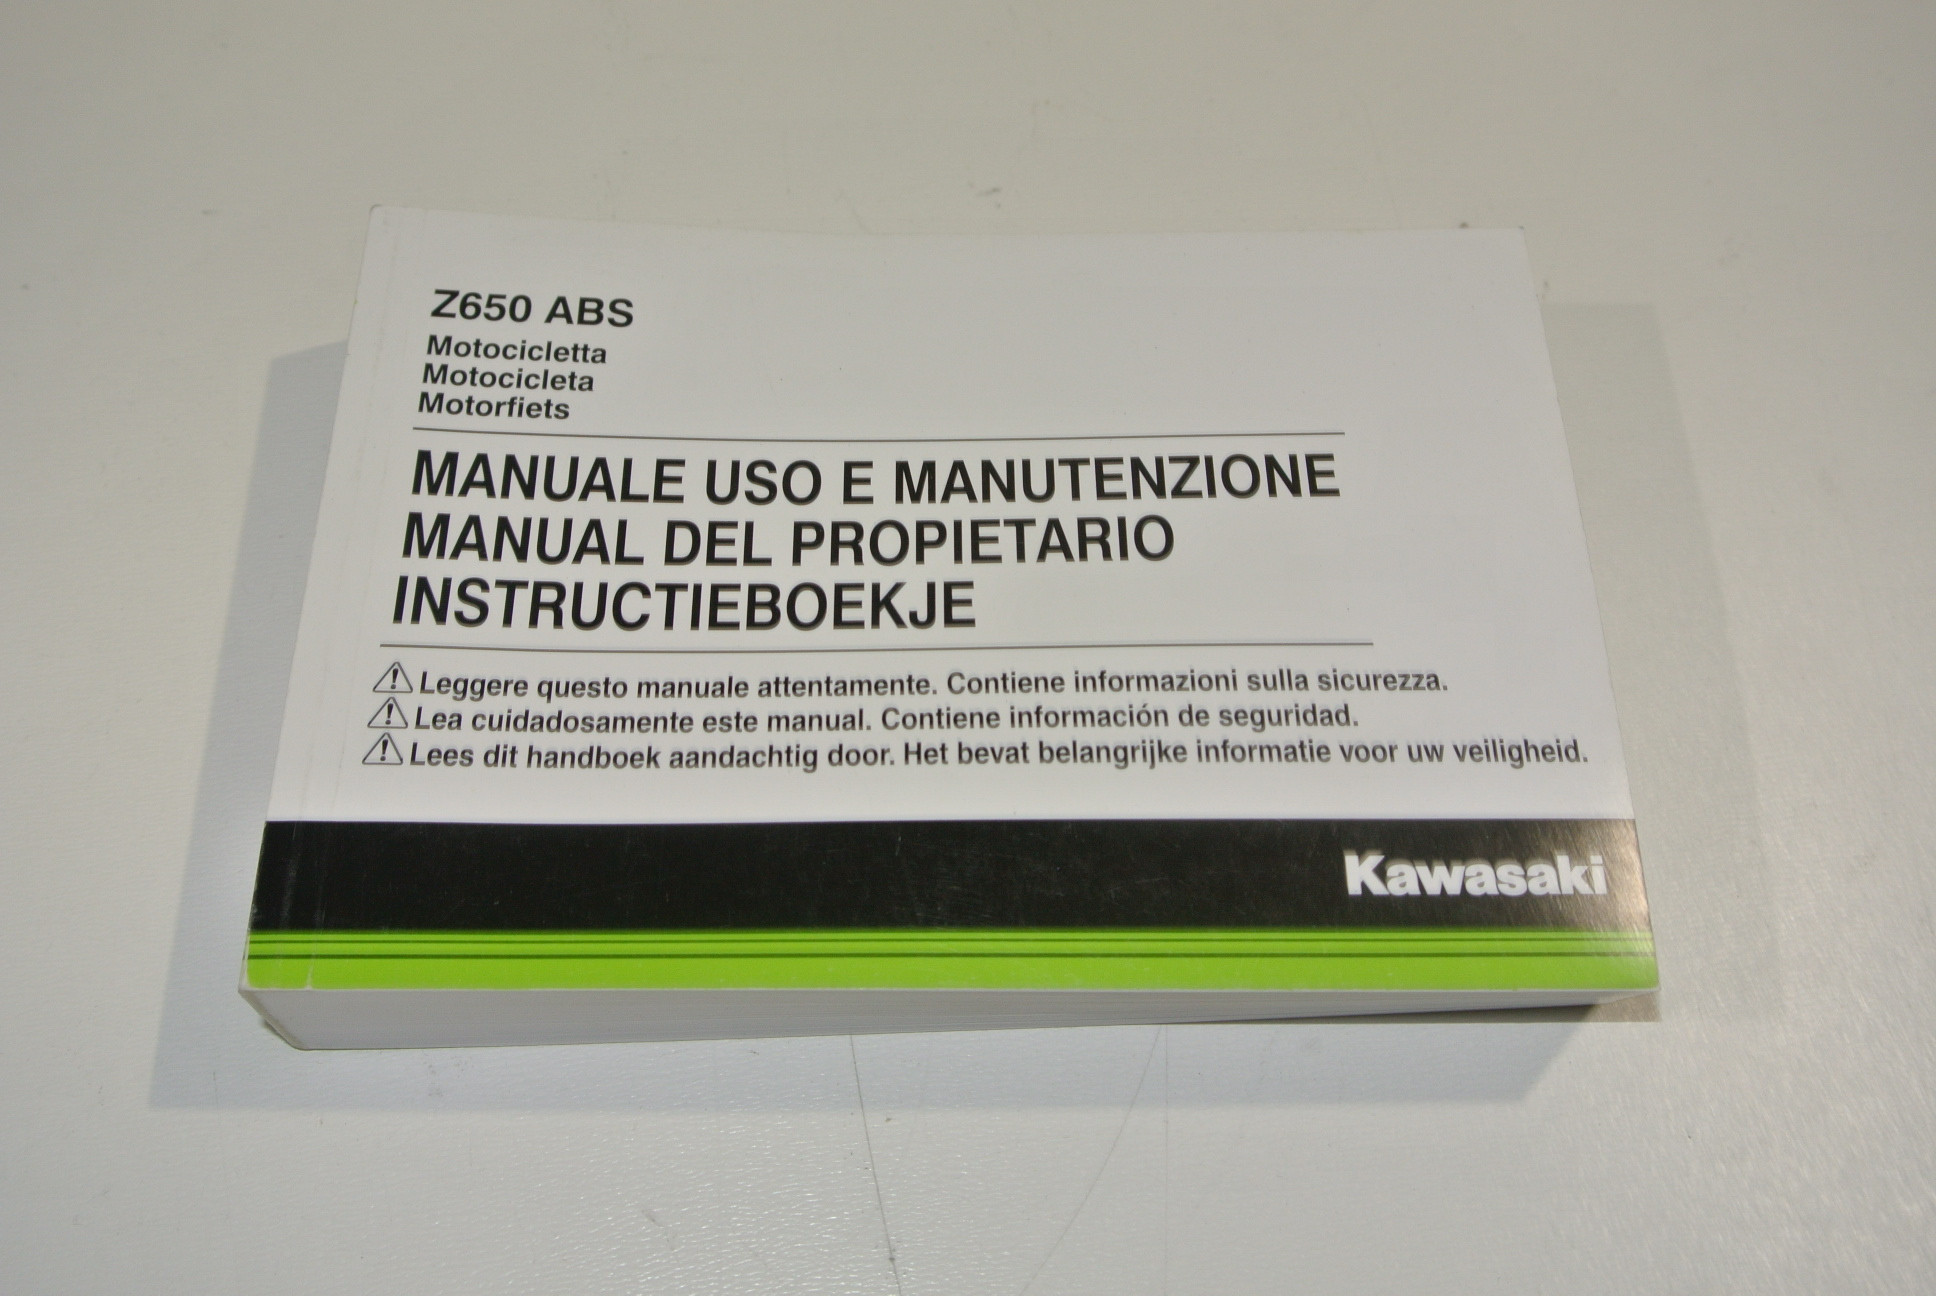 Z650 ABS
Motocicletta
Motocicleta
Motorfiets
MANUALE USO E MANUTENZIONE
MANUAL DEL PROPIETARIO
INSTRUCTIEBOEKJE
⚠ Leggere questo manuale attentamente. Contiene informazioni sulla sicurezza.
⚠ Lea cuidadosamente este manual. Contiene información de seguridad.
⚠ Lees dit handboek aandachtig door. Het bevat belangrijke informatie voor uw veiligheid.
Kawasaki